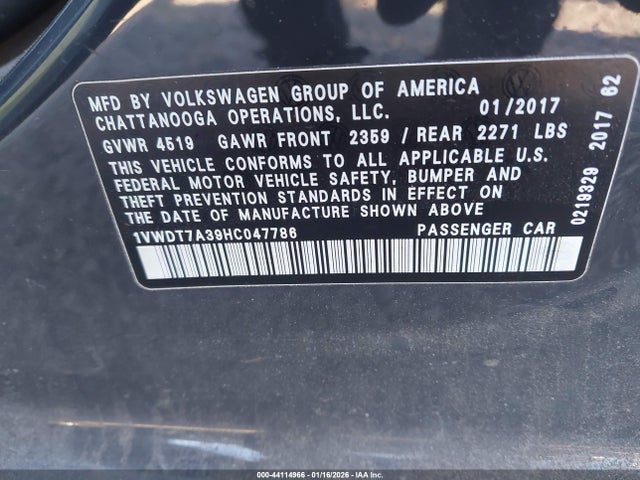 MFD BY VOLKSWAGEN GROUP OF AMERICA
CHATTANOOGA OPERATIONS, LLC. 01/2017
GVWR 4519 GAWR FRONT 2359 / REAR 2271 LBS
THIS VEHICLE CONFORMS TO ALL APPLICABLE U.S.
FEDERAL MOTOR VEHICLE SAFETY, BUMPER AND
THEFT PREVENTION STANDARDS IN EFFECT ON
THE DATE OF MANUFACTURE SHOWN ABOVE
1VWDT7A39HC047786 PASSENGER CAR
0219329 2017 62
000-44114966 - 01/16/2026 - IAA Inc.